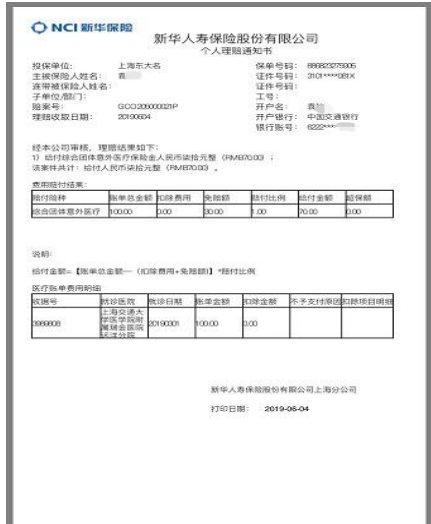 NCI 新华保险
新华人寿保险股份有限公司
个人理赔通知书
投保单位: 上海东大名 保单号码: 886823275905
主被保险人姓名: 袁 证件号码: 3101****081X
连带被保险人姓名: 证件号码:
子单位/部门: 工号:
赔案号: GCO206000021P 开户名: 袁
理赔收取日期: 20190604 开户银行: 中国交通银行
银行账号: 6222***
经本公司审核, 理赔结果如下:
1) 给付综合团体意外医疗保险金人民币柒拾元整 (RMB70.00) ;
该案件共计: 给付人民币柒拾元整 (RMB70.00) 。
费用赔付结果:
赔付险种 账单总金额 扣除费用 免赔额 赔付比例 给付金额 超保额
综合团体意外医疗 100.00 0.00 30.00 1.00 70.00 0.00
说明:
给付金额=【账单总金额—(扣除费用+免赔额)】*赔付比例
医疗账单费用明细
收据号 就诊医院 就诊日期 账单金额 扣除金额 不予支付原因 扣除项目明细
上海交通大
学医学院附
3989808 属瑞金医院 20190301 100.00 0.00
远洋分院
新华人寿保险股份有限公司上海分公司
打印日期: 2019-06-04